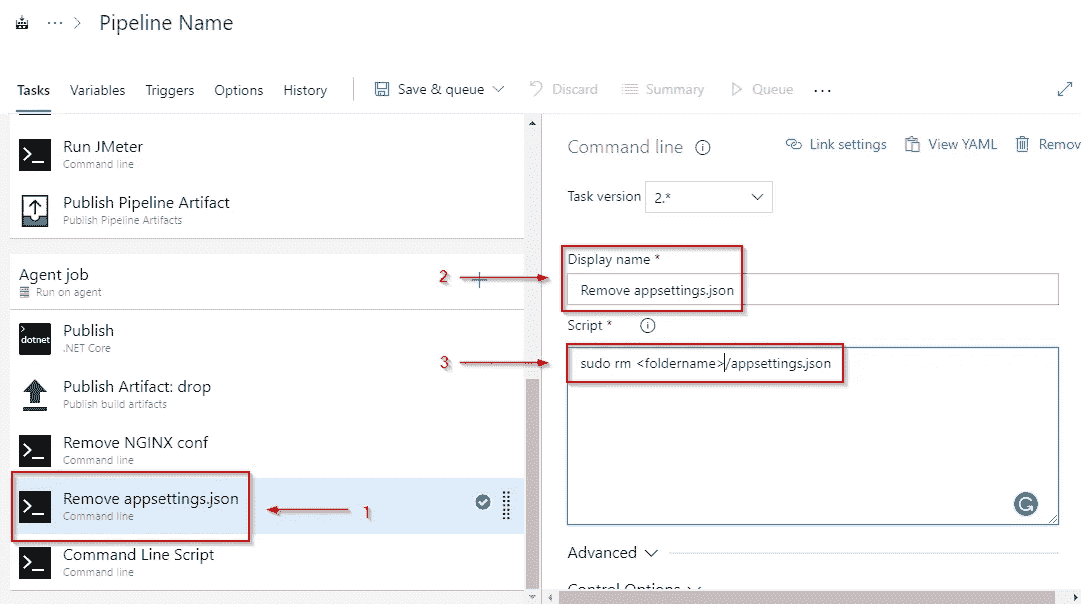 Pipeline Name
Tasks Variables Triggers Options History Save & queue Discard Summary Queue
Run JMeter
Command line
Publish Pipeline Artifact
Publish Pipeline Artifacts
Agent job
Run on agent
dotnet
Publish
.NET Core
Publish Artifact: drop
Publish build artifacts
Remove NGINX conf
Command line
Remove appsettings.json
Command line
1
Command Line Script
Command line
Command line Link settings View YAML Remov
Task version 2.*
2
Display name *
Remove appsettings.json
Script *
3
sudo rm <foldername>/appsettings.json
Advanced
Control Options